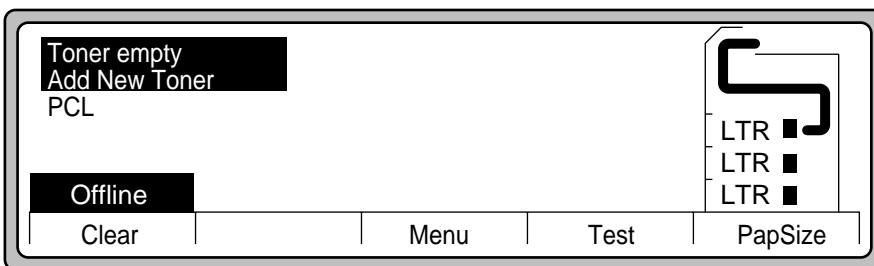 Toner empty
Add New Toner
PCL
LTR
LTR
LTR
Offline
Clear Menu Test PapSize